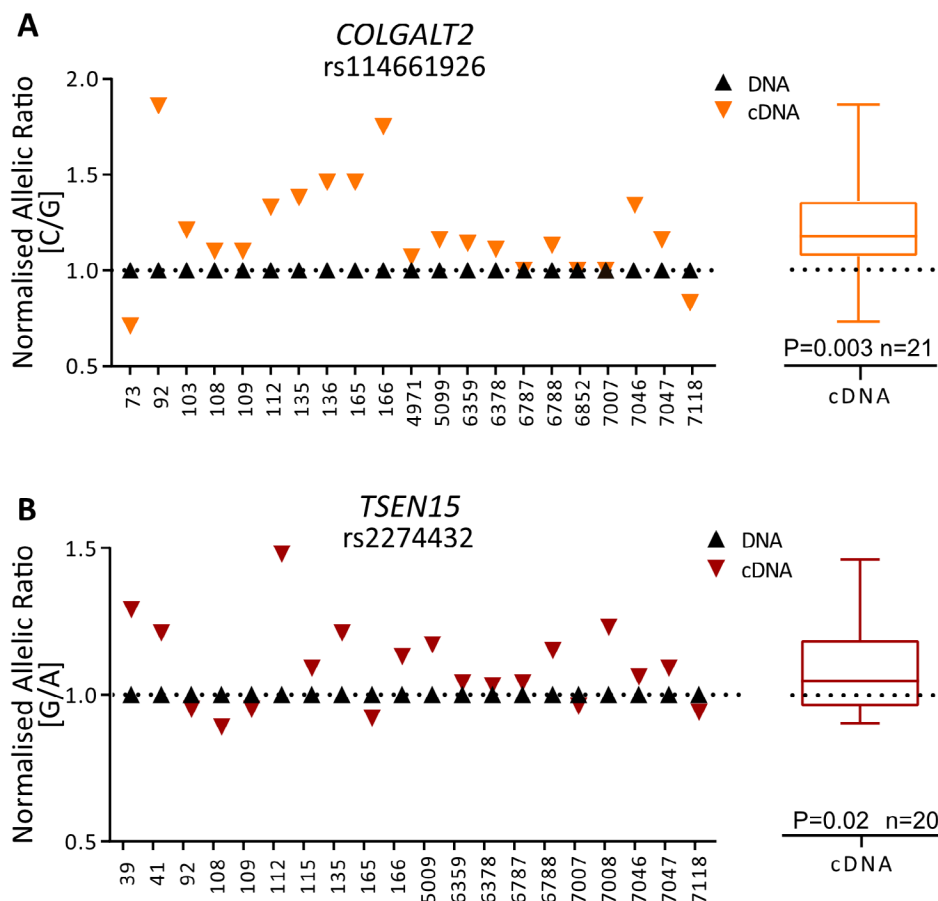 A
COLGALT2
rs114661926
Normalised Allelic Ratio
[C/G]
2.0
1.5
1.0
0.5
DNA
cDNA
73 92 103 108 109 112 135 136 165 166 4971 5099 6359 6378 6787 6788 6852 7007 7046 7047 7118
P=0.003 n=21
cDNA
B
TSEN15
rs2274432
Normalised Allelic Ratio
[G/A]
1.5
1.0
0.5
DNA
cDNA
39 41 92 108 109 112 115 135 165 166 5009 6359 6378 6787 6788 7007 7008 7046 7047 7118
P=0.02 n=20
cDNA